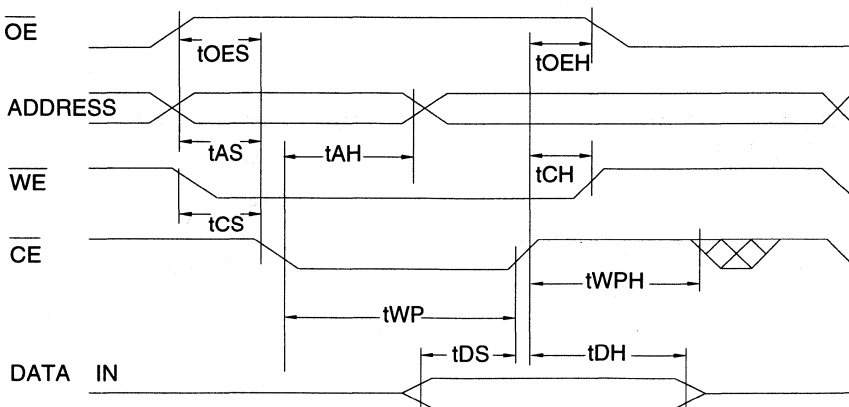 OE
tOES
tOEH
ADDRESS
tAS
tAH
tCH
WE
tCS
CE
tWPH
tWP
tDS
tDH
DATA IN